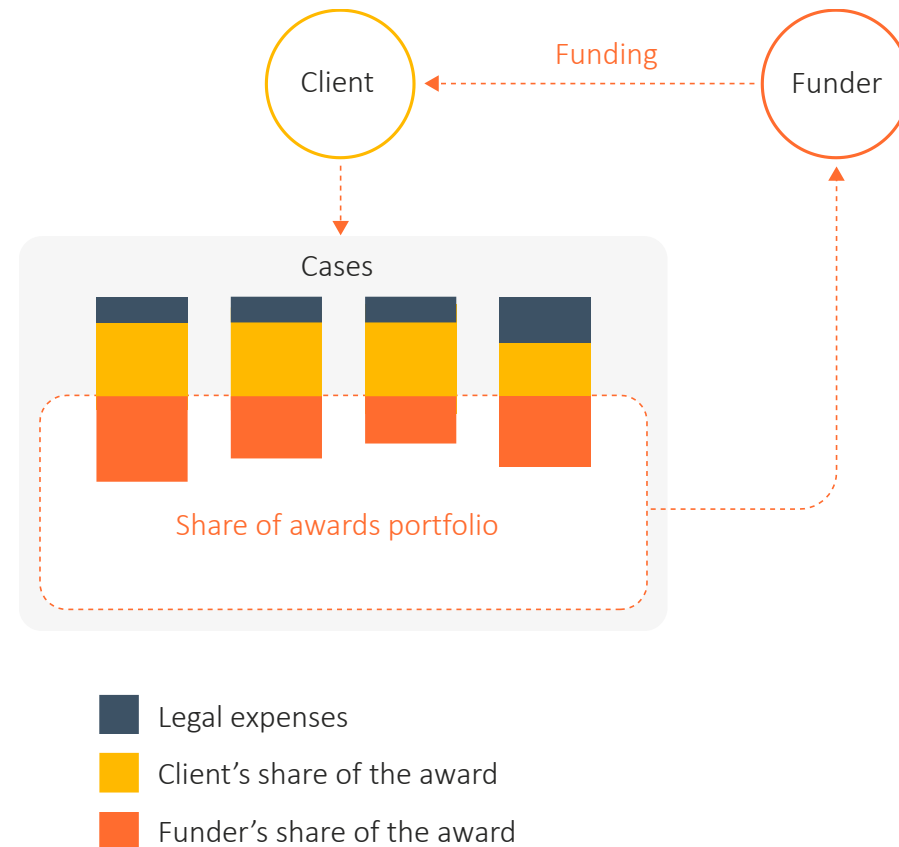 Client
Funding
Funder
Cases
Share of awards portfolio
Legal expenses
Client’s share of the award
Funder’s share of the award